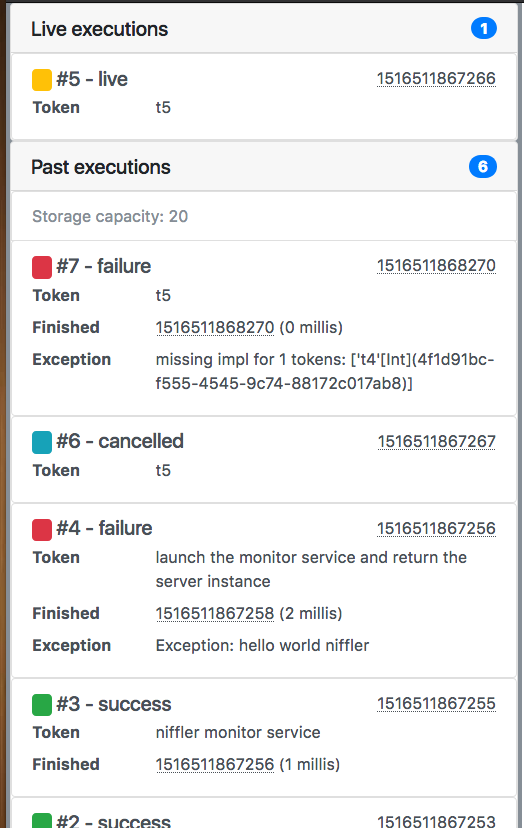 Live executions 1
#5 - live 1516511867266
Token t5
Past executions 6
Storage capacity: 20
#7 - failure 1516511868270
Token t5
Finished 1516511868270 (0 millis)
Exception missing impl for 1 tokens: ['t4'[Int](4f1d91bc-
f555-4545-9c74-88172c017ab8)]
#6 - cancelled 1516511867267
Token t5
#4 - failure 1516511867256
Token launch the monitor service and return the
server instance
Finished 1516511867258 (2 millis)
Exception Exception: hello world niffler
#3 - success 1516511867255
Token niffler monitor service
Finished 1516511867256 (1 millis)
#2 - success 1516511867253